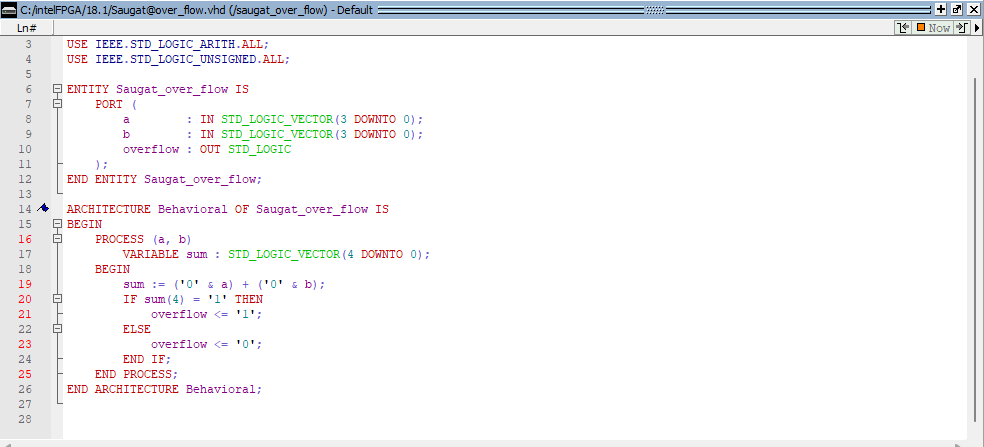 C:/intelFPGA/18.1/Saugat@over_flow.vhd (/saugat_over_flow) - Default
Ln#
Now
3 USE IEEE.STD_LOGIC_ARITH.ALL;
4 USE IEEE.STD_LOGIC_UNSIGNED.ALL;
5
6 ENTITY Saugat_over_flow IS
7 PORT (
8 a : IN STD_LOGIC_VECTOR(3 DOWNTO 0);
9 b : IN STD_LOGIC_VECTOR(3 DOWNTO 0);
10 overflow : OUT STD_LOGIC
11 );
12 END ENTITY Saugat_over_flow;
13
14 ARCHITECTURE Behavioral OF Saugat_over_flow IS
15 BEGIN
16 PROCESS (a, b)
17 VARIABLE sum : STD_LOGIC_VECTOR(4 DOWNTO 0);
18 BEGIN
19 sum := ('0' & a) + ('0' & b);
20 IF sum(4) = '1' THEN
21 overflow <= '1';
22 ELSE
23 overflow <= '0';
24 END IF;
25 END PROCESS;
26 END ARCHITECTURE Behavioral;
27
28